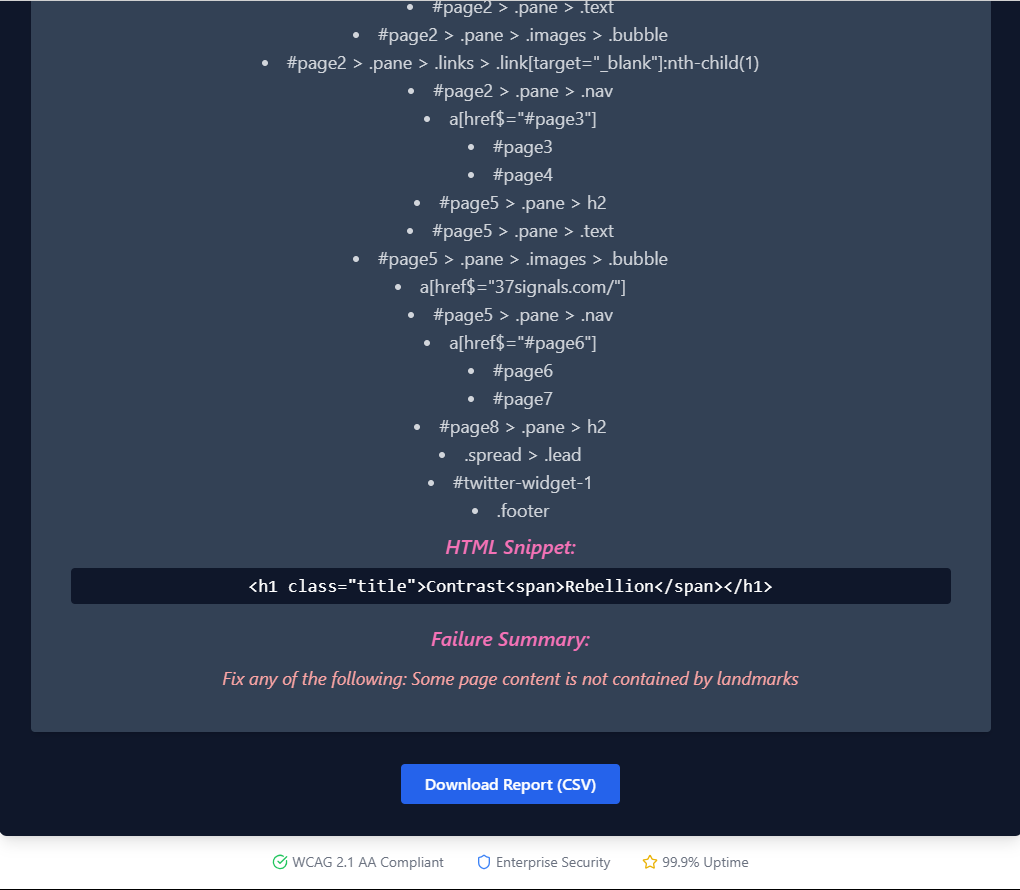 • #page2 > .pane > .text
• #page2 > .pane > .images > .bubble
• #page2 > .pane > .links > .link[target="_blank"]:nth-child(1)
• #page2 > .pane > .nav
• a[href$="#page3"]
• #page3
• #page4
• #page5 > .pane > h2
• #page5 > .pane > .text
• #page5 > .pane > .images > .bubble
• a[href$="37signals.com/"]
• #page5 > .pane > .nav
• a[href$="#page6"]
• #page6
• #page7
• #page8 > .pane > h2
• .spread > .lead
• #twitter-widget-1
• .footer
HTML Snippet:
<h1 class="title">Contrast<span>Rebellion</span></h1>
Failure Summary:
Fix any of the following: Some page content is not contained by landmarks
Download Report (CSV)
WCAG 2.1 AA Compliant Enterprise Security 99.9% Uptime